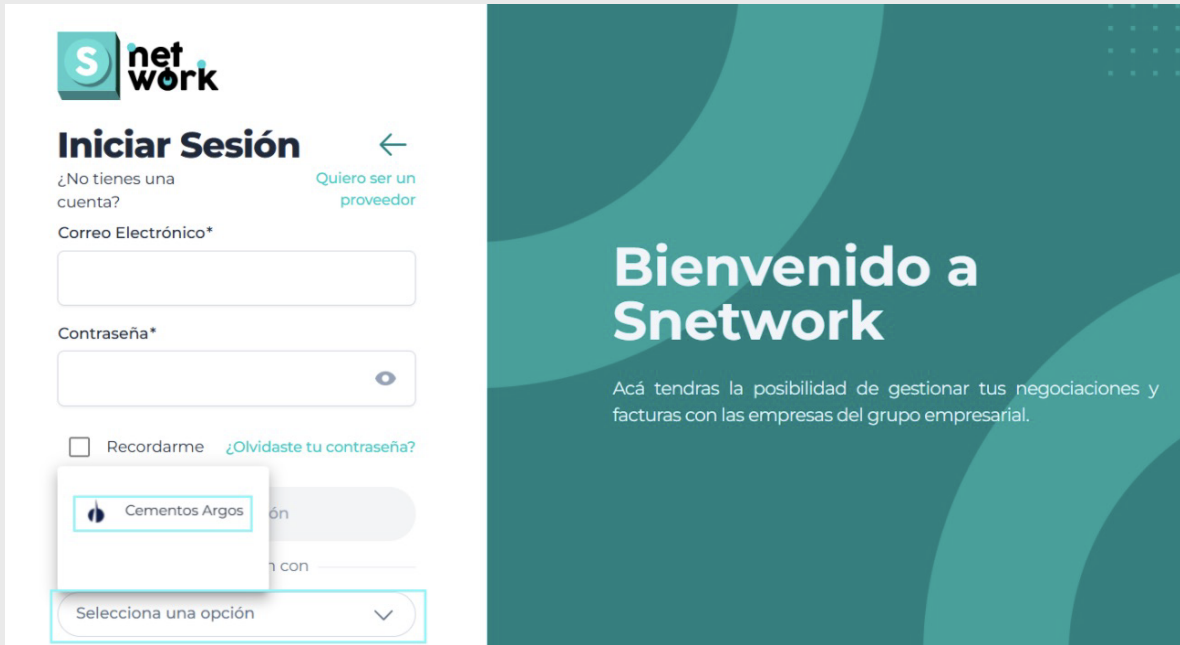 S net
work
Iniciar Sesión
¿No tienes una
cuenta?
Quiero ser un
proveedor
Correo Electrónico*
Contraseña*
Recordarme ¿Olvidaste tu contraseña?
Cementos Argos
ón
n con
Selecciona una opción
Bienvenido a
Snetwork
Acá tendras la posibilidad de gestionar tus negociaciones y
facturas con las empresas del grupo empresarial.